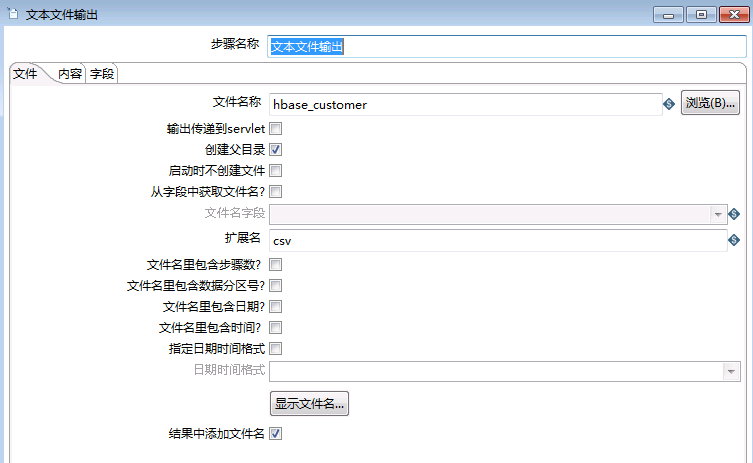 文本文件输出
步骤名称 文本文件输出
文件 内容 字段
文件名称 hbase_customer 浏览(B)...
输出传递到servlet
创建父目录
启动时不创建文件
从字段中获取文件名?
文件名字段
扩展名 csv
文件名里包含步骤数?
文件名里包含数据分区号?
文件名里包含日期?
文件名里包含时间?
指定日期时间格式
日期时间格式
显示文件名...
结果中添加文件名